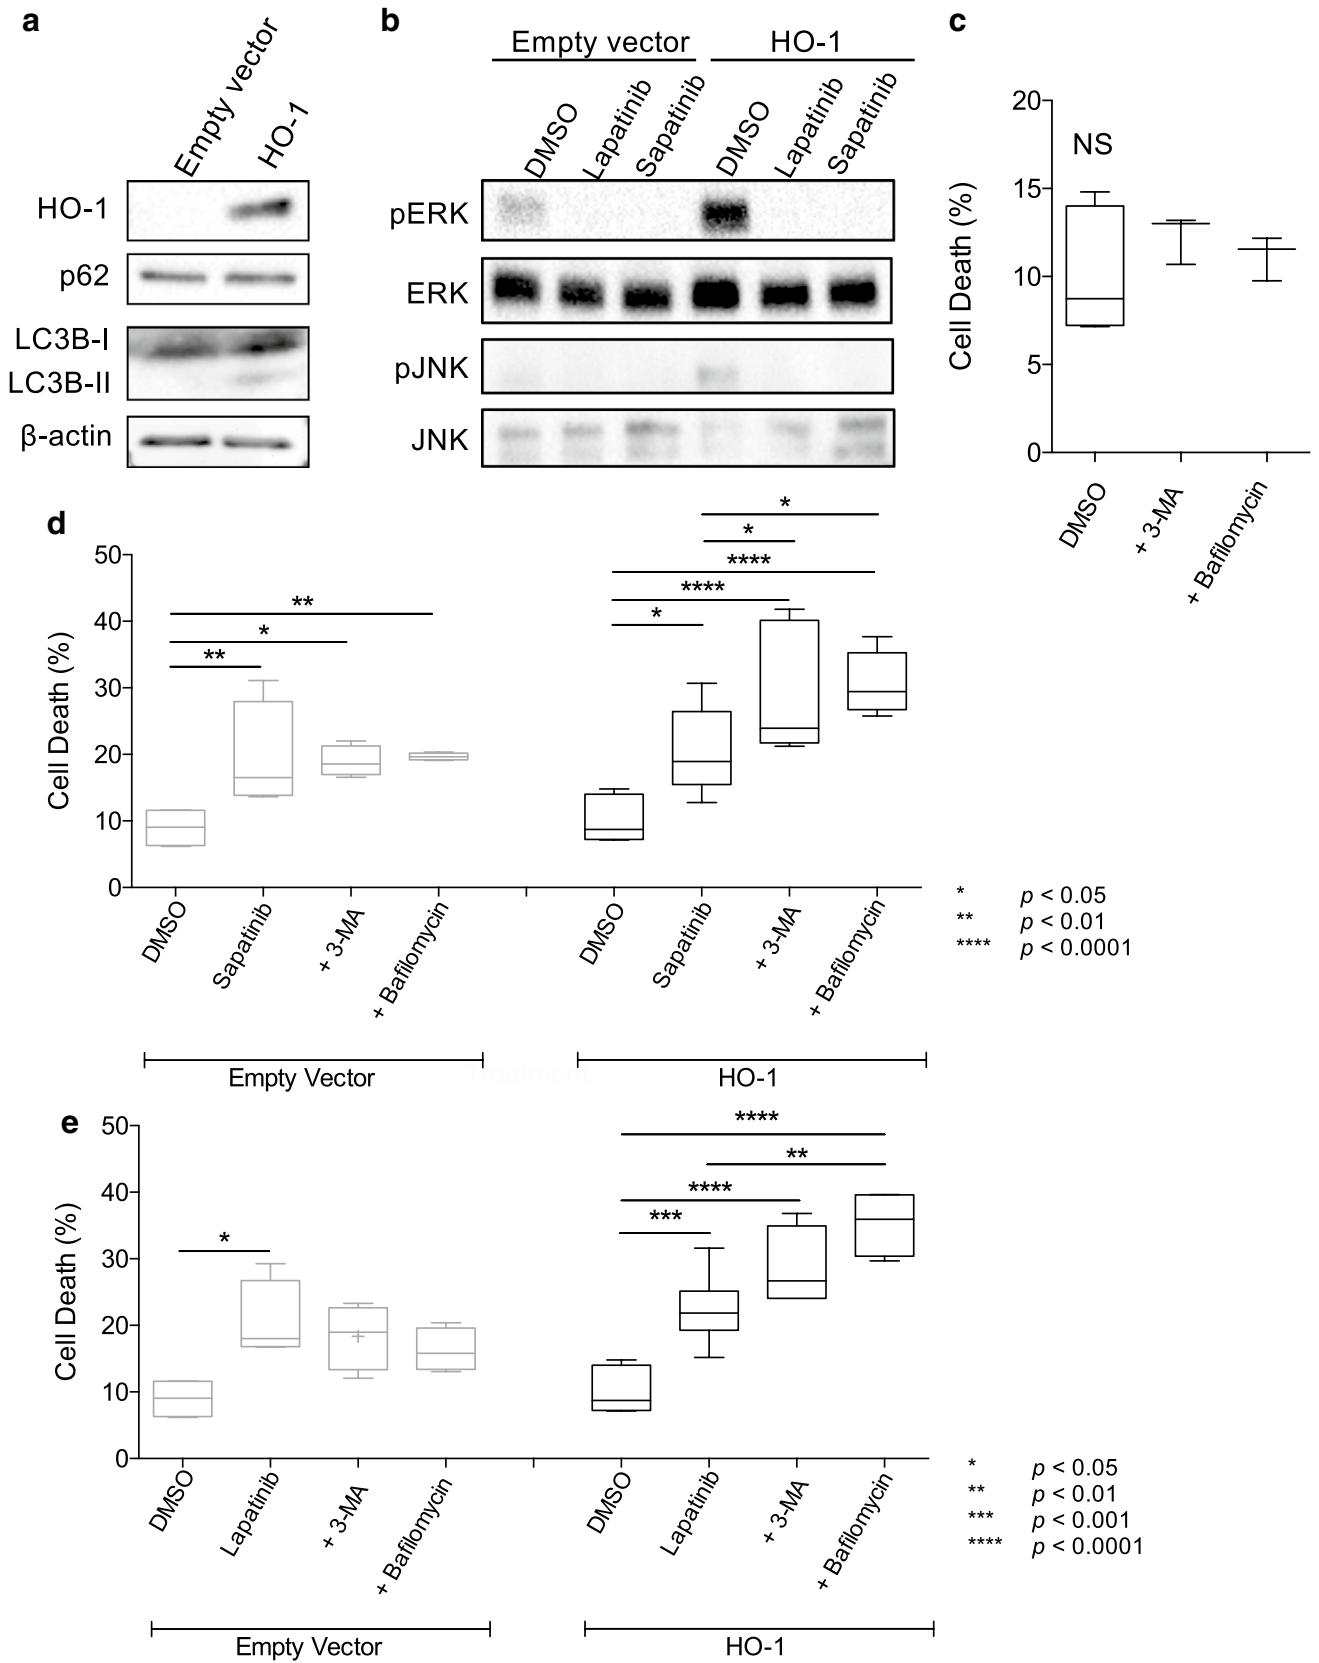 a
Empty vector
HO-1
HO-1
p62
LC3B-I
LC3B-II
β-actin
b
Empty vector
HO-1
DMSO
Lapatinib
Sapatinib
DMSO
Lapatinib
Sapatinib
pERK
ERK
pJNK
JNK
c
NS
Cell Death (%)
20
15
10
5
0
DMSO
+ 3-MA
+ Bafilomycin
d
Cell Death (%)
50
40
30
20
10
0
**
*
**
*
*
****
****
*
DMSO
Sapatinib
+ 3-MA
+ Bafilomycin
DMSO
Sapatinib
+ 3-MA
+ Bafilomycin
Empty Vector
HO-1
* p < 0.05
** p < 0.01
**** p < 0.0001
e
Cell Death (%)
50
40
30
20
10
0
*
****
**
****
***
DMSO
Lapatinib
+ 3-MA
+ Bafilomycin
DMSO
Lapatinib
+ 3-MA
+ Bafilomycin
Empty Vector
HO-1
* p < 0.05
** p < 0.01
*** p < 0.001
**** p < 0.0001